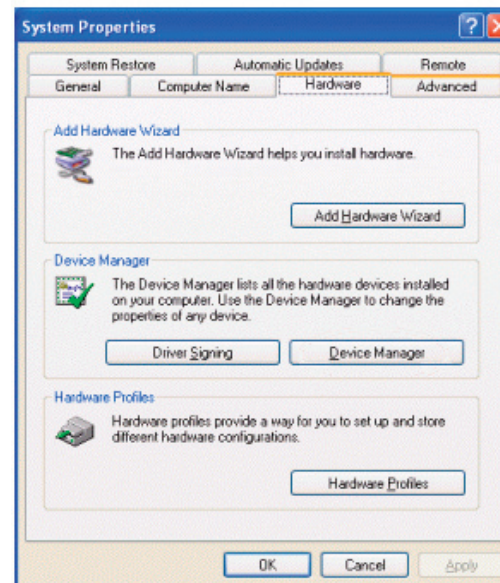 System Properties
?
System Restore Automatic Updates Remote
General Computer Name Hardware Advanced
Add Hardware Wizard
The Add Hardware Wizard helps you install hardware.
Add Hardware Wizard
Device Manager
The Device Manager lists all the hardware devices installed
on your computer. Use the Device Manager to change the
properties of any device.
Driver Signing Device Manager
Hardware Profiles
Hardware profiles provide a way for you to set up and store
different hardware configurations.
Hardware Profiles
OK Cancel Apply